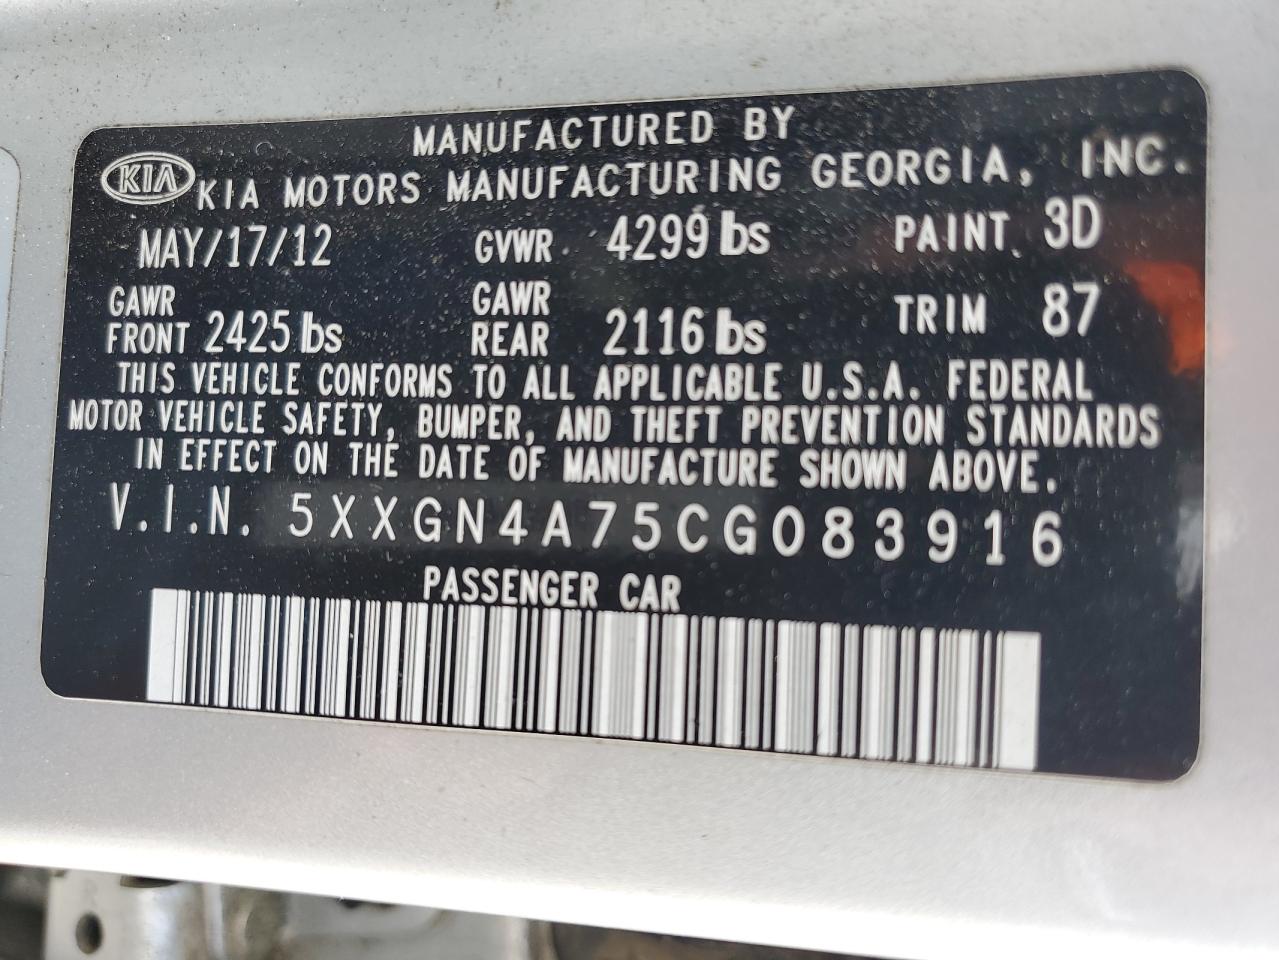 MANUFACTURED BY
KIA KIA MOTORS MANUFACTURING GEORGIA, INC.
MAY/17/12 GVWR 4299 lbs PAINT 3D
GAWR FRONT 2425 lbs GAWR REAR 2116 lbs TRIM 87
THIS VEHICLE CONFORMS TO ALL APPLICABLE U.S.A. FEDERAL
MOTOR VEHICLE SAFETY, BUMPER, AND THEFT PREVENTION STANDARDS
IN EFFECT ON THE DATE OF MANUFACTURE SHOWN ABOVE.
V.I.N. 5XXGN4A75CG083916
PASSENGER CAR